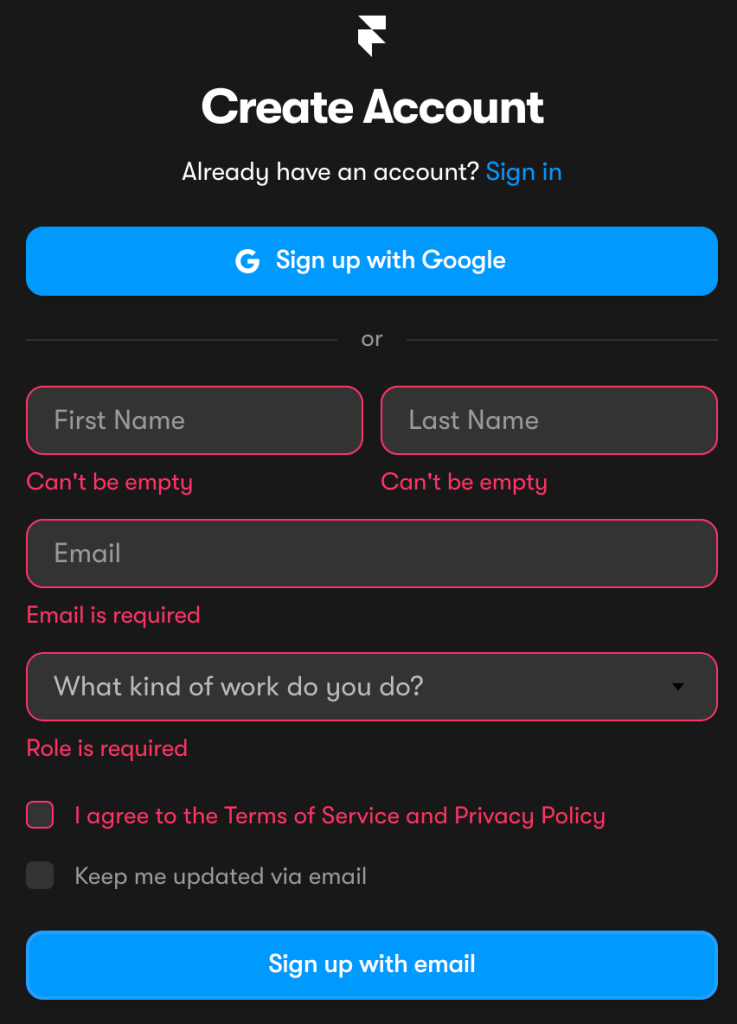 Create Account
Already have an account? Sign in
Sign up with Google
or
First Name
Last Name
Can't be empty
Can't be empty
Email
Email is required
What kind of work do you do?
Role is required
I agree to the Terms of Service and Privacy Policy
Keep me updated via email
Sign up with email